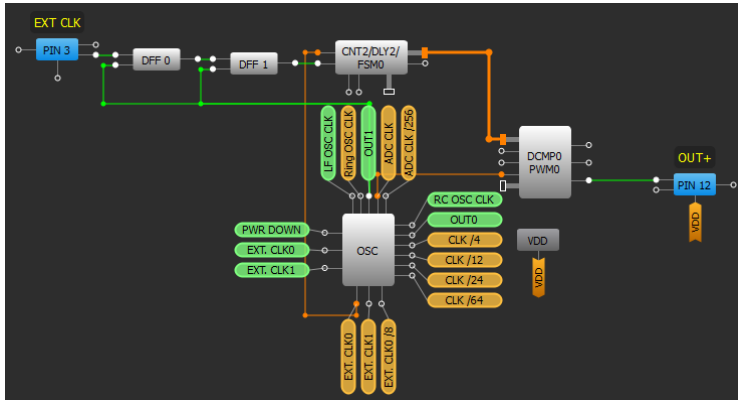 EXT CLK
PIN 3
DFF 0
DFF 1
CNT2/DLY2/
FSM0
LF OSC CLK
Ring OSC CLK
OUT1
ADC CLK
ADC CLK /256
DCMP0
PWM0
OUT+
PIN 12
VDD
RC OSC CLK
OUT0
CLK /4
CLK /12
CLK /24
CLK /64
PWR DOWN
EXT. CLK0
EXT. CLK1
OSC
VDD
VDD
EXT. CLK0
EXT. CLK1
EXT. CLK0 /8